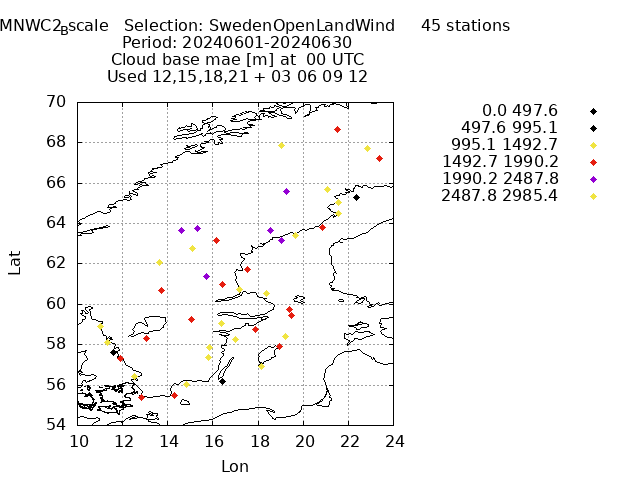 MNWC2Bscale Selection: SwedenOpenLandWind 45 stations
Period: 20240601-20240630
Cloud base mae [m] at 00 UTC
Used 12,15,18,21 + 03 06 09 12
0.0 497.6
497.6 995.1
995.1 1492.7
1492.7 1990.2
1990.2 2487.8
2487.8 2985.4
70
68
66
64
62
60
58
56
54
Lat
10 12 14 16 18 20 22 24
Lon